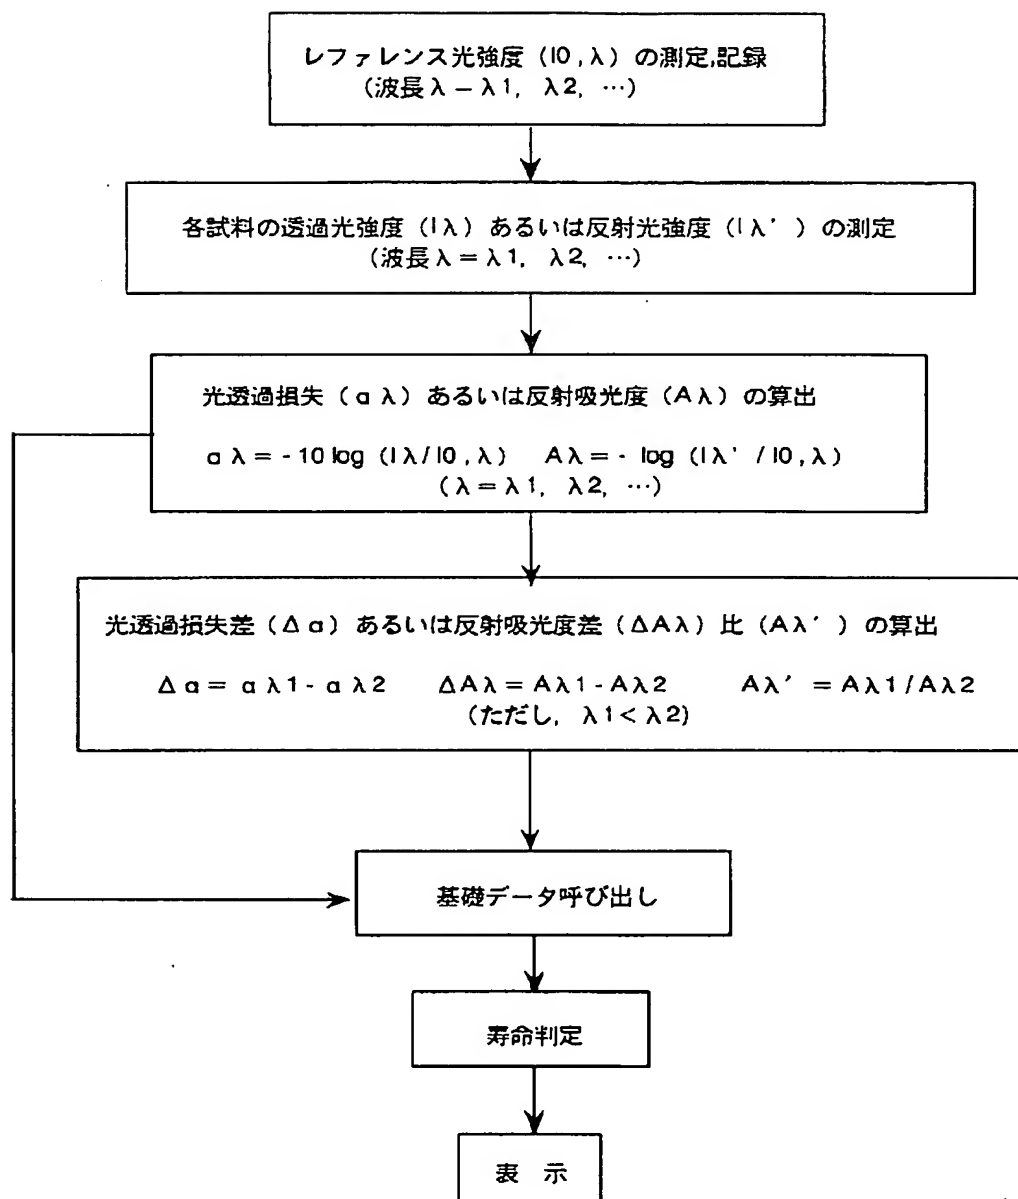 レファレンス光強度（I0,λ）の測定,記録
（波長λ－λ1, λ2, …）
各試料の透過光強度（Iλ）あるいは反射光強度（Iλ'）の測定
（波長λ＝λ1, λ2, …）
光透過損失（αλ）あるいは反射吸光度（Aλ）の算出
αλ＝-10log（Iλ/I0,λ） Aλ＝- log（Iλ'/I0,λ）
（λ＝λ1, λ2, …）
光透過損失差（Δα）あるいは反射吸光度差（ΔAλ）比（Aλ'）の算出
Δα＝αλ1-αλ2 ΔAλ＝Aλ1-Aλ2 Aλ'＝Aλ1/Aλ2
（ただし, λ1<λ2）
基礎データ呼び出し
寿命判定
表 示